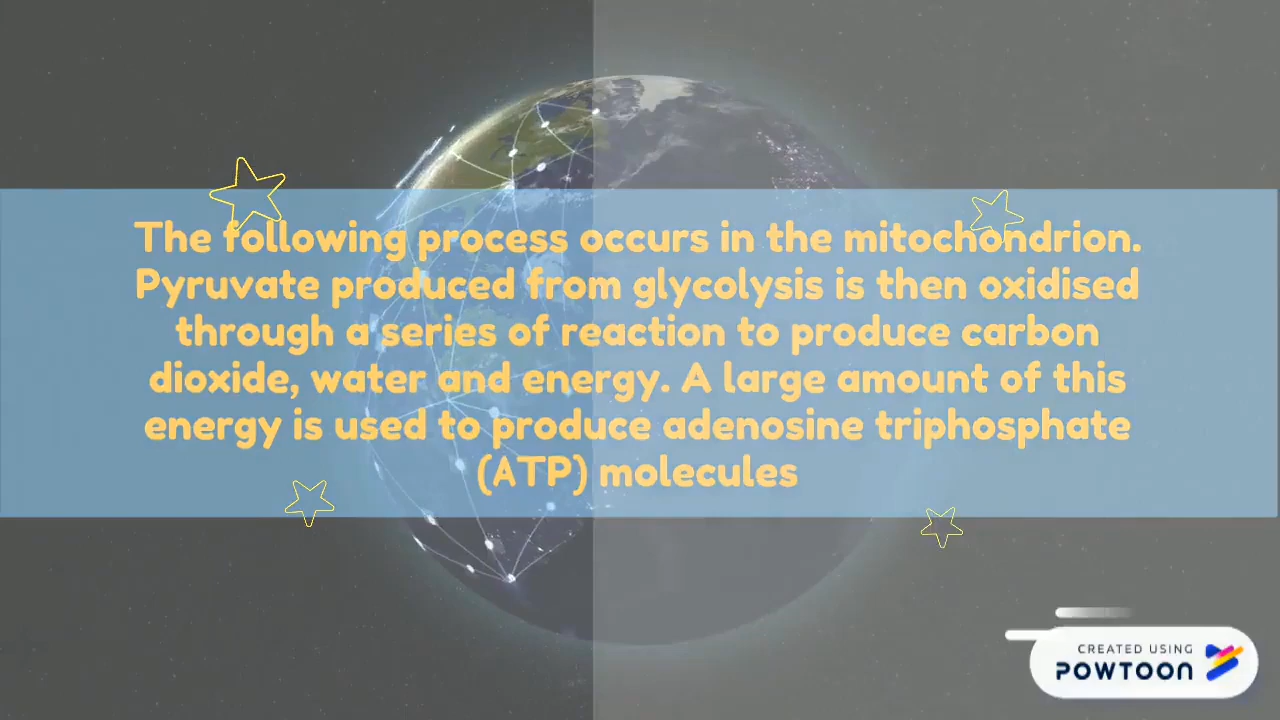 The following process occurs in the mitochondrion.
Pyruvate produced from glycolysis is then oxidised
through a series of reaction to produce carbon
dioxide, water and energy. A large amount of this
energy is used to produce adenosine triphosphate
(ATP) molecules
CREATED USING
POWTOON